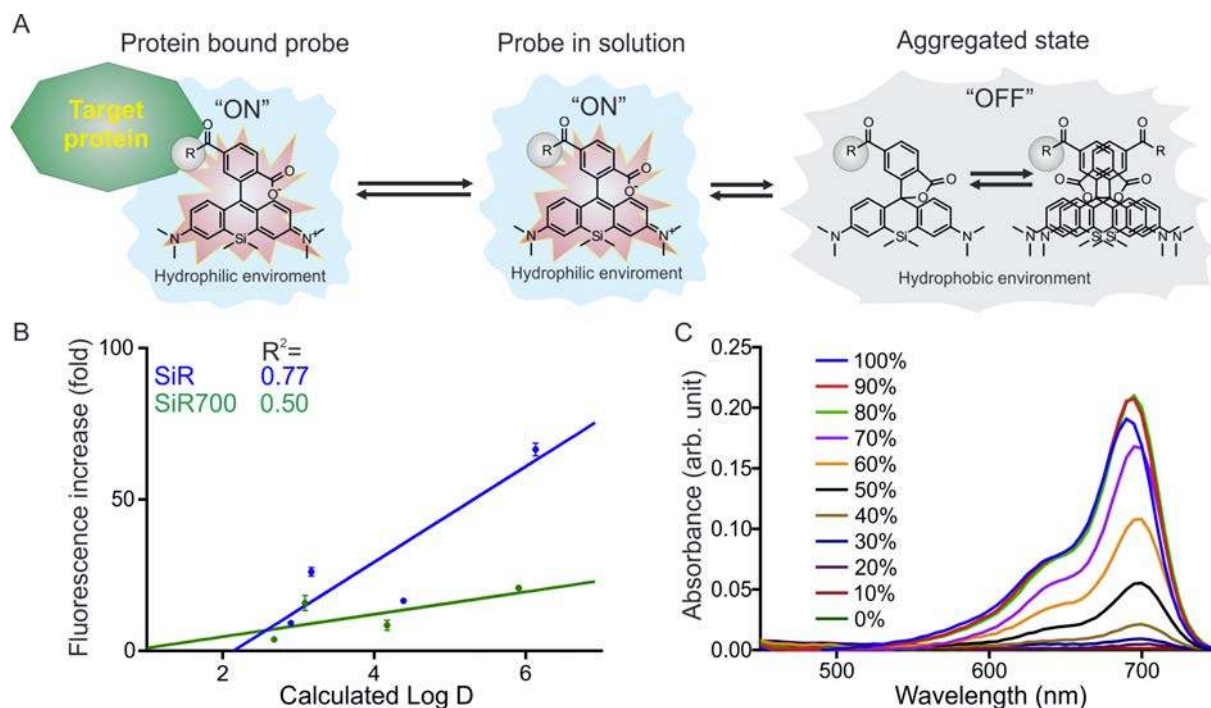 A
Protein bound probe
Probe in solution
Aggregated state
Target
protein
"ON"
"ON"
"OFF"
R
O
O
O-
N
Si
N+
Hydrophilic enviroment
R
O
O
O-
N
Si
N+
Hydrophilic enviroment
R
O
O
O
N
Si
N
R
O
O
R
O
O
O
O
N
N
Si
Si
N
N
Hydrophobic environment
B
R2=
SiR 0.77
SiR700 0.50
100
50
0
2 4 6
Fluorescence increase (fold)
Calculated Log D
C
0.25
0.20
0.15
0.10
0.05
0.00
Absorbance (arb. unit)
100%
90%
80%
70%
60%
50%
40%
30%
20%
10%
0%
500 600 700
Wavelength (nm)